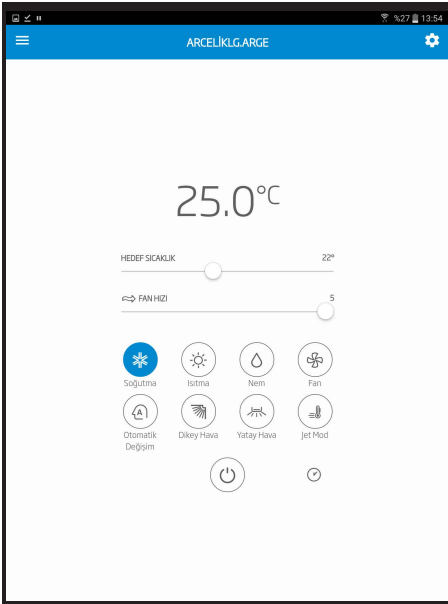 %27 13:54
ARCELİKLG.ARGE
25.0°C
HEDEF SICAKLIK 22°
FAN HIZI 5
Soğutma Isıtma Nem Fan
Otomatik Değişim Dikey Hava Yatay Hava Jet Mod